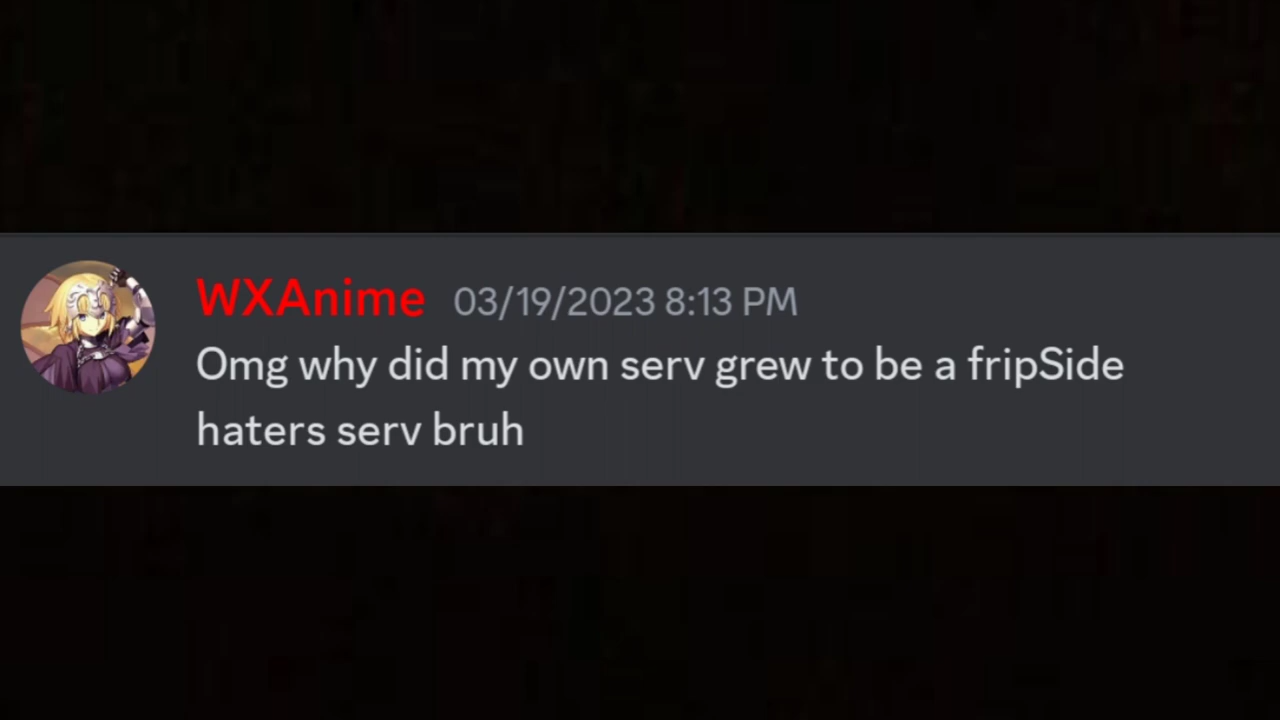 WXAnime 03/19/2023 8:13 PM
Omg why did my own serv grew to be a fripSide
haters serv bruh